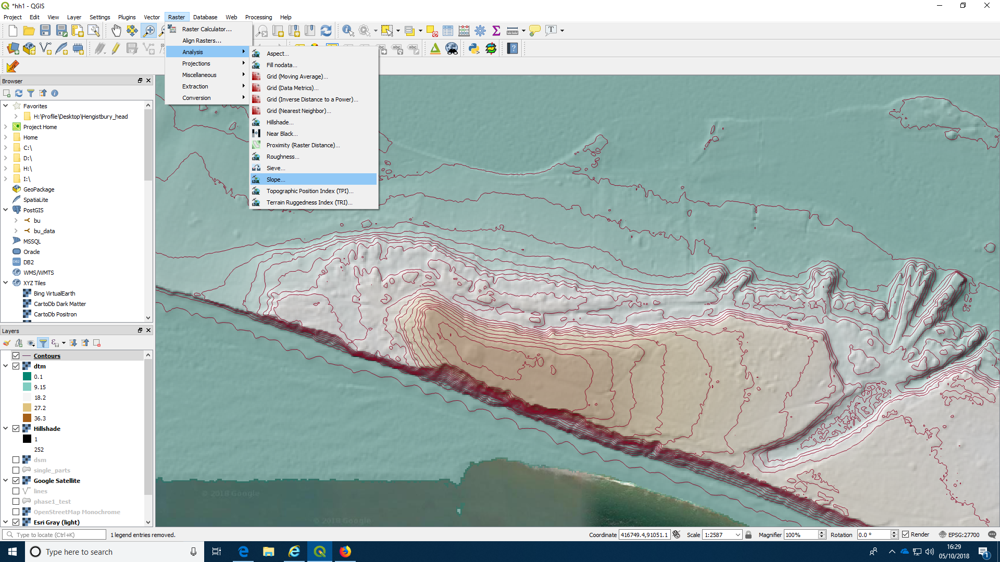 *hh1 - QGIS
Project Edit View Layer Settings Plugins Vector Raster Database Web Processing Help
Raster Calculator...
Align Rasters...
Analysis
Projections
Miscellaneous
Extraction
Conversion
Aspect...
Fill nodata...
Grid (Moving Average)...
Grid (Data Metrics)...
Grid (Inverse Distance to a Power)...
Grid (Nearest Neighbor)...
Hillshade...
Near Black...
Proximity (Raster Distance)...
Roughness...
Sieve...
Slope...
Topographic Position Index (TPI)...
Terrain Ruggedness Index (TRI)...
Browser
Favorites
H:\Profile\Desktop\Hengistbury_head
Project Home
Home
C:\
D:\
H:\
I:\
GeoPackage
SpatiaLite
PostGIS
bu
bu_data
MSSQL
Oracle
DB2
WMS/WMTS
XYZ Tiles
Bing VirtualEarth
CartoDb Dark Matter
CartoDb Positron
Layers
Contours
dtm
0.1
9.15
18.2
27.2
36.3
Hillshade
1
252
dsm
single_parts
Google Satellite
lines
phase1_test
OpenStreetMap Monochrome
Esri Gray (light)
© 2018 Google
© 2018 Google
Type to locate (Ctrl+K) 1 legend entries removed. Coordinate 416749.4,91051.1 Scale 1:2587 Magnifier 100% Rotation 0.0 ° Render EPSG:27700
Type here to search
16:29
05/10/2018
1